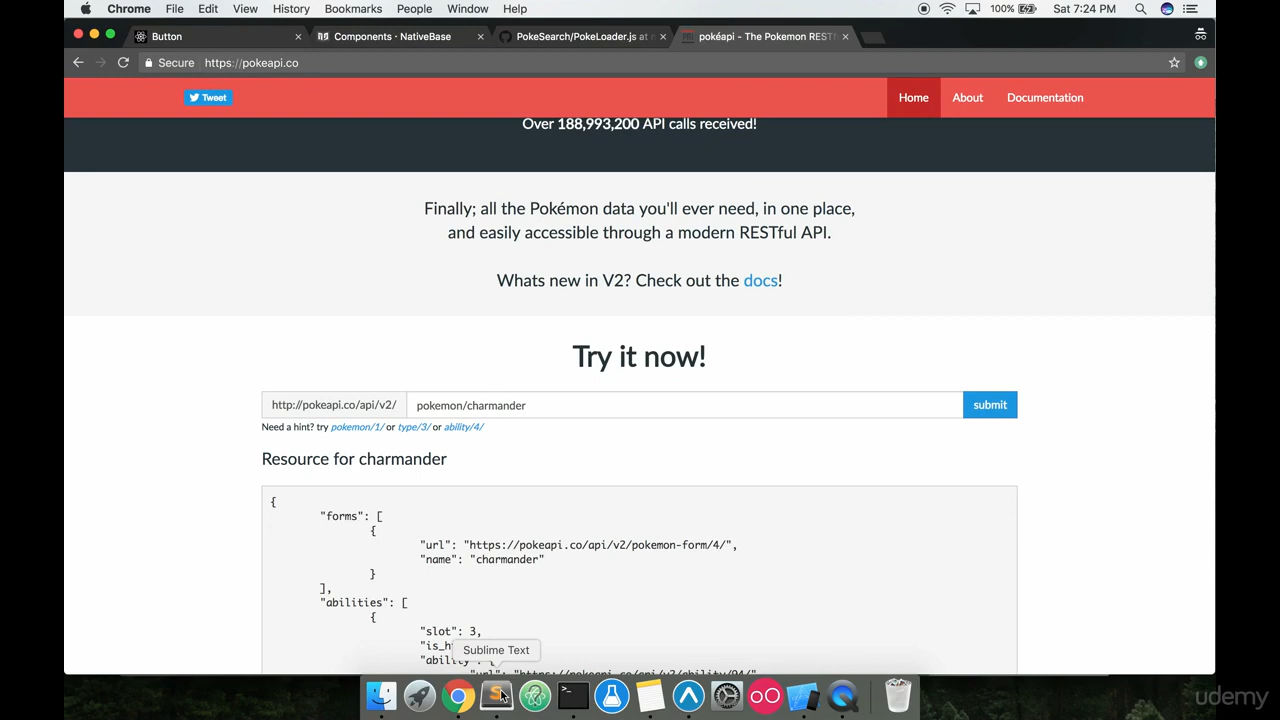 Chrome File Edit View History Bookmarks People Window Help 100% Sat 7:24 PM
Button Components · NativeBase PokeSearch/PokeLoader.js at pokéapi - The Pokemon REST
Secure https://pokeapi.co
Tweet Home About Documentation
Over 188,993,200 API calls received!
Finally; all the Pokémon data you'll ever need, in one place,
and easily accessible through a modern RESTful API.
Whats new in V2? Check out the docs!
Try it now!
http://pokeapi.co/api/v2/ pokemon/charmander submit
Need a hint? try pokemon/1/ or type/3/ or ability/4/
Resource for charmander
{
"forms": [
{
"url": "https://pokeapi.co/api/v2/pokemon-form/4/",
"name": "charmander"
}
],
"abilities": [
{
"slot": 3,
Sublime Text
udemy